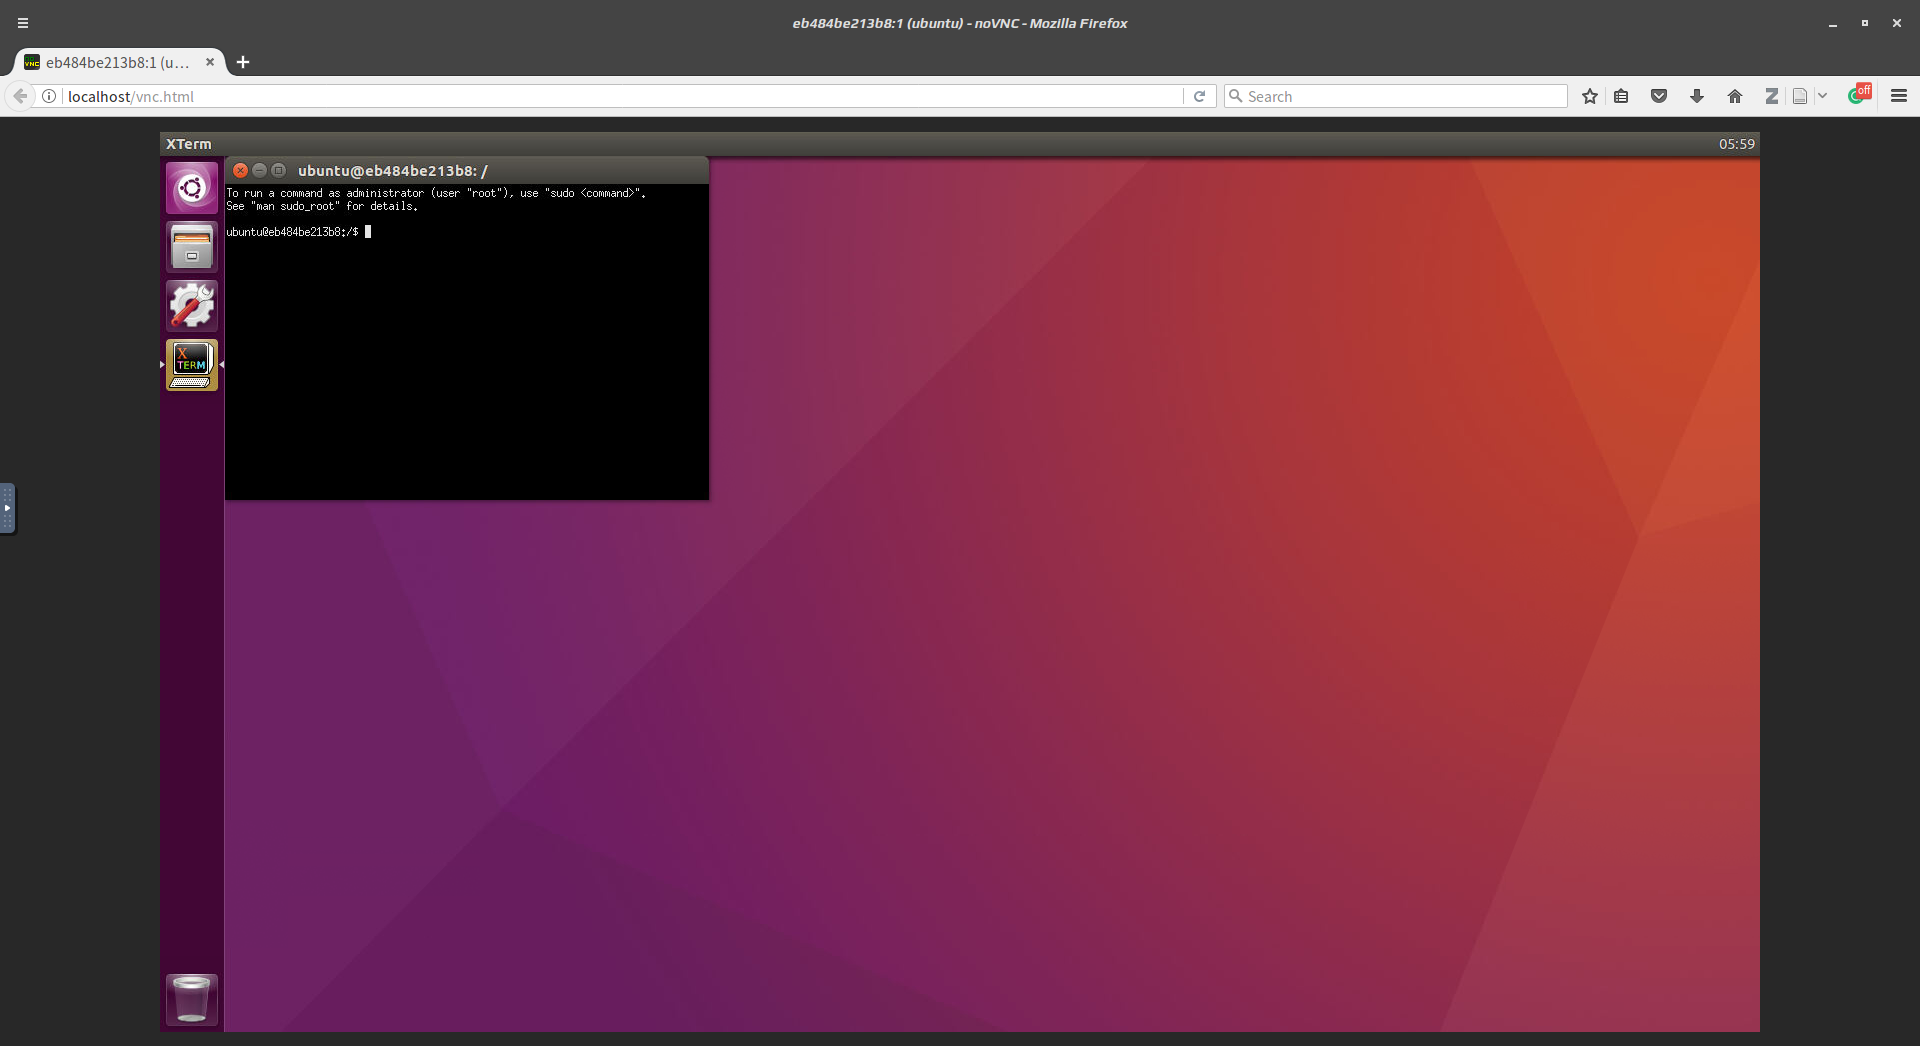 eb484be213b8:1 (ubuntu) - noVNC - Mozilla Firefox
VNC
eb484be213b8:1 (u...
localhost/vnc.html
Search
off
XTerm
05:59
ubuntu@eb484be213b8: /
To run a command as administrator (user "root"), use "sudo <command>".
See "man sudo_root" for details.
ubuntu@eb484be213b8:/$
X
TERM